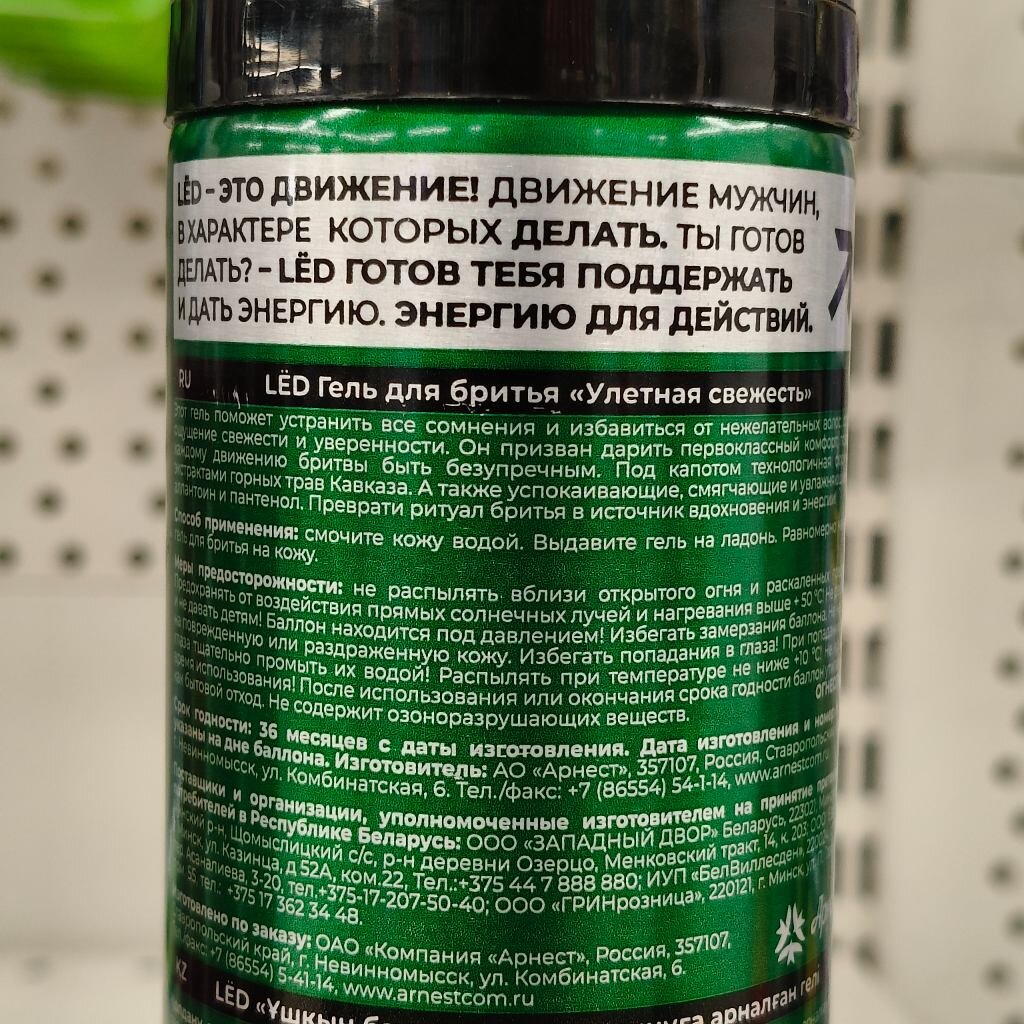 LЁD – ЭТО ДВИЖЕНИЕ! ДВИЖЕНИЕ МУЖЧИН,
В ХАРАКТЕРЕ КОТОРЫХ ДЕЛАТЬ. ТЫ ГОТОВ
ДЕЛАТЬ? – LЁD ГОТОВ ТЕБЯ ПОДДЕРЖАТЬ
И ДАТЬ ЭНЕРГИЮ. ЭНЕРГИЮ ДЛЯ ДЕЙСТВИЙ.
RU LЁD Гель для бритья «Улетная свежесть»
Этот гель поможет устранить все сомнения и избавиться от нежелательных
ощущение свежести и уверенности. Он призван дарить первоклассный комфорт,
каждому движению бритвы быть безупречным. Под капотом технологичная
экстрактами горных трав Кавказа. А также успокаивающие, смягчающие и
аллантоин и пантенол. Преврати ритуал бритья в источник вдохновения и энергии.
Способ применения: смочите кожу водой. Выдавите гель на ладонь. Равномерно
гель для бритья на кожу.
Меры предосторожности: не распылять вблизи открытого огня и раскаленных
Предохранять от воздействия прямых солнечных лучей и нагревания выше +50 °C!
и не давать детям! Баллон находится под давлением! Избегать замерзания баллона.
на поврежденную или раздраженную кожу. Избегать попадания в глаза! При
глаза тщательно промыть их водой! Распылять при температуре не ниже +10 °C!
время использования! После использования или окончания срока годности баллон
как бытовой отход. Не содержит озоноразрушающих веществ.
Срок годности: 36 месяцев с даты изготовления. Дата изготовления и номер
указаны на дне баллона. Изготовитель: АО «Арнест», 357107, Россия, Ставропольский
г. Невинномысск, ул. Комбинатская, 6. Тел./факс: +7 (86554) 54-1-14, www.arnestcom.ru
Поставщики и организации, уполномоченные изготовителем на принятие
потребителей в Республике Беларусь: ООО «ЗАПАДНЫЙ ДВОР» Беларусь,
р-н, Щомыслицкий с/с, р-н деревни Озерцо, Менковский тракт, 14, к. 203;
Минск, ул. Казинца, д 52А, ком.22, Тел.:+375 44 7 888 880; ИУП «БелВиллесден»,
Асаналиева, 3-20, тел.+375-17-207-50-40; ООО «ГРИНрозница», 220121, г. Минск,
55, тел.: +375 17 362 34 48.
Изготовлено по заказу: ОАО «Компания «Арнест», Россия, 357107,
Ставропольский край, г. Невинномысск, ул. Комбинатская, 6.
факс: +7 (86554) 5-41-14, www.arnestcom.ru
KZ LЁD арналған гелі